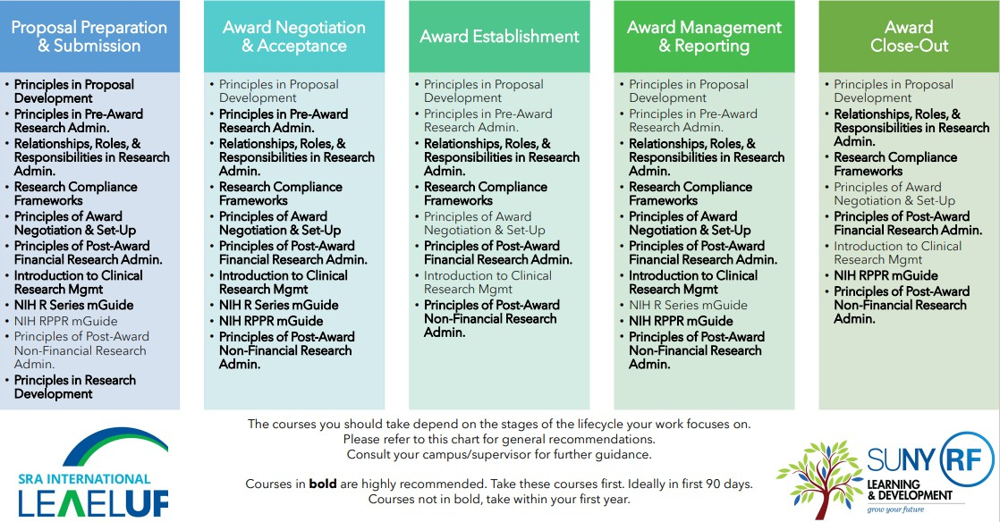 Proposal Preparation
& Submission
• Principles in Proposal
Development
• Principles in Pre-Award
Research Admin.
• Relationships, Roles, &
Responsibilities in Research
Admin.
• Research Compliance
Frameworks
• Principles of Award
Negotiation & Set-Up
• Principles of Post-Award
Financial Research Admin.
• Introduction to Clinical
Research Mgmt
• NIH R Series mGuide
• NIH RPPR mGuide
• Principles of Post-Award
Non-Financial Research
Admin.
• Principles in Research
Development
Award Negotiation
& Acceptance
• Principles in Proposal
Development
• Principles in Pre-Award
Research Admin.
• Relationships, Roles, &
Responsibilities in Research
Admin.
• Research Compliance
Frameworks
• Principles of Award
Negotiation & Set-Up
• Principles of Post-Award
Financial Research Admin.
• Introduction to Clinical
Research Mgmt
• NIH R Series mGuide
• NIH RPPR mGuide
• Principles of Post-Award
Non-Financial Research
Admin.
Award Establishment
• Principles in Proposal
Development
• Principles in Pre-Award
Research Admin.
• Relationships, Roles, &
Responsibilities in Research
Admin.
• Research Compliance
Frameworks
• Principles of Award
Negotiation & Set-Up
• Principles of Post-Award
Financial Research Admin.
• Introduction to Clinical
Research Mgmt
• Principles of Post-Award
Non-Financial Research
Admin.
Award Management
& Reporting
• Principles in Proposal
Development
• Principles in Pre-Award
Research Admin.
• Relationships, Roles, &
Responsibilities in Research
Admin.
• Research Compliance
Frameworks
• Principles of Award
Negotiation & Set-Up
• Principles of Post-Award
Financial Research Admin.
• Introduction to Clinical
Research Mgmt
• NIH R Series mGuide
• NIH RPPR mGuide
• Principles of Post-Award
Non-Financial Research
Admin.
Award
Close-Out
• Principles in Proposal
Development
• Relationships, Roles, &
Responsibilities in Research
Admin.
• Research Compliance
Frameworks
• Principles of Award
Negotiation & Set-Up
• Principles of Post-Award
Financial Research Admin.
• Introduction to Clinical
Research Mgmt
• NIH RPPR mGuide
• Principles of Post-Award
Non-Financial Research
Admin.
The courses you should take depend on the stages of the lifecycle your work focuses on.
Please refer to this chart for general recommendations.
Consult your campus/supervisor for further guidance.
Courses in bold are highly recommended. Take these courses first. Ideally in first 90 days.
Courses not in bold, take within your first year.
SRA INTERNATIONAL
LEVELUP
SUNY RF
LEARNING
& DEVELOPMENT
grow your future